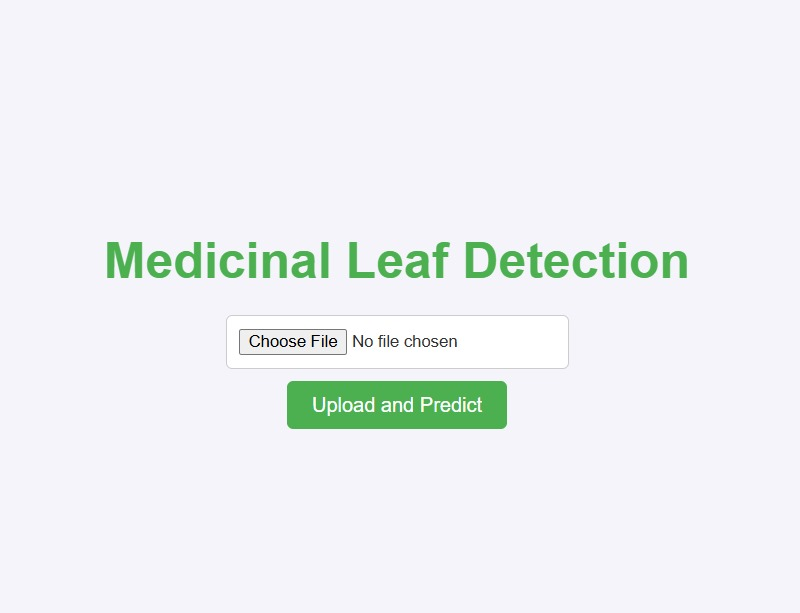 Medicinal Leaf Detection
Choose File No file chosen
Upload and Predict